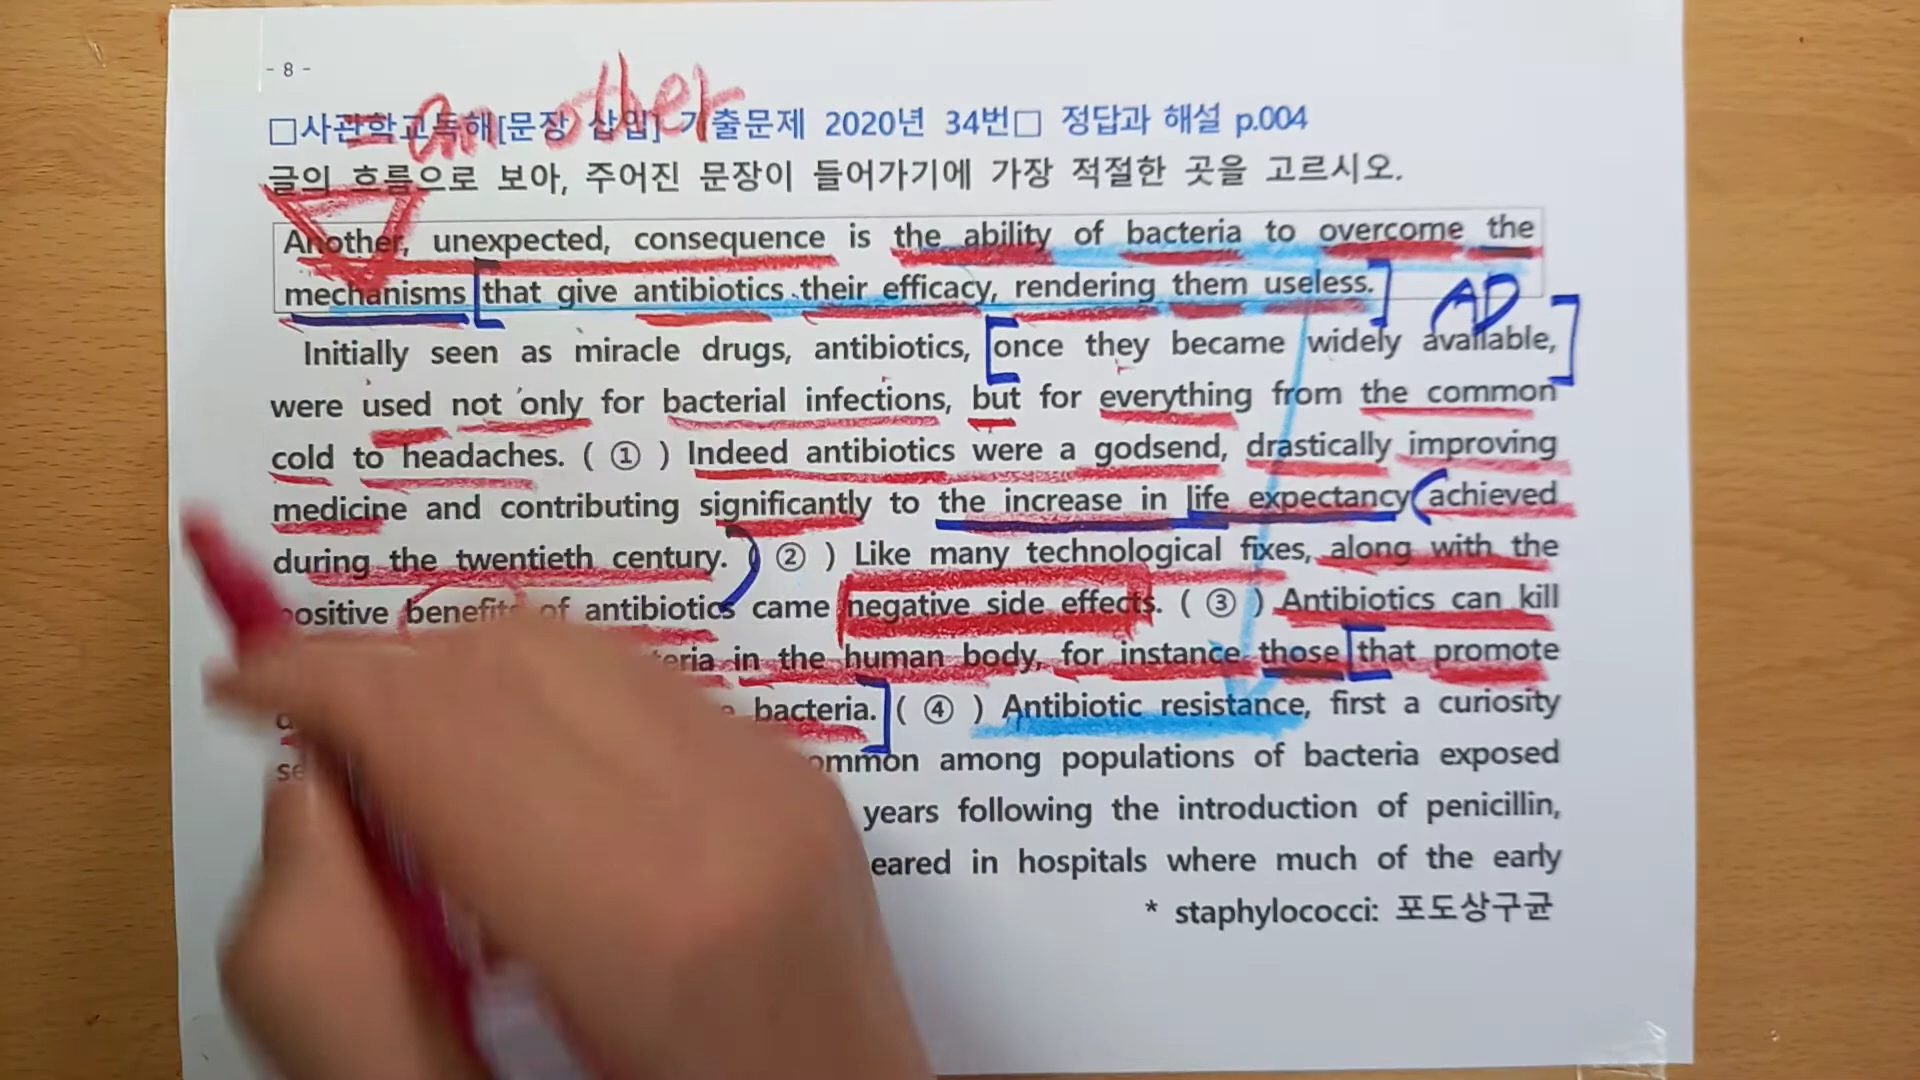 - 8 -
= an other
□사관학교독해[문장 삽입] 기출문제 2020년 34번□ 정답과 해설 p.004
글의 흐름으로 보아, 주어진 문장이 들어가기에 가장 적절한 곳을 고르시오.
Another, unexpected, consequence is the ability of bacteria to overcome the
mechanisms that give antibiotics their efficacy, rendering them useless.
AD
Initially seen as miracle drugs, antibiotics, once they became widely available,
were used not only for bacterial infections, but for everything from the common
cold to headaches. ( ① ) Indeed antibiotics were a godsend, drastically improving
medicine and contributing significantly to the increase in life expectancy achieved
during the twentieth century. ( ② ) Like many technological fixes, along with the
positive benefits of antibiotics came negative side effects. ( ③ ) Antibiotics can kill
in the human body, for instance those that promote
bacteria. ( ④ ) Antibiotic resistance, first a curiosity
among populations of bacteria exposed
years following the introduction of penicillin,
in hospitals where much of the early
* staphylococci: 포도상구균